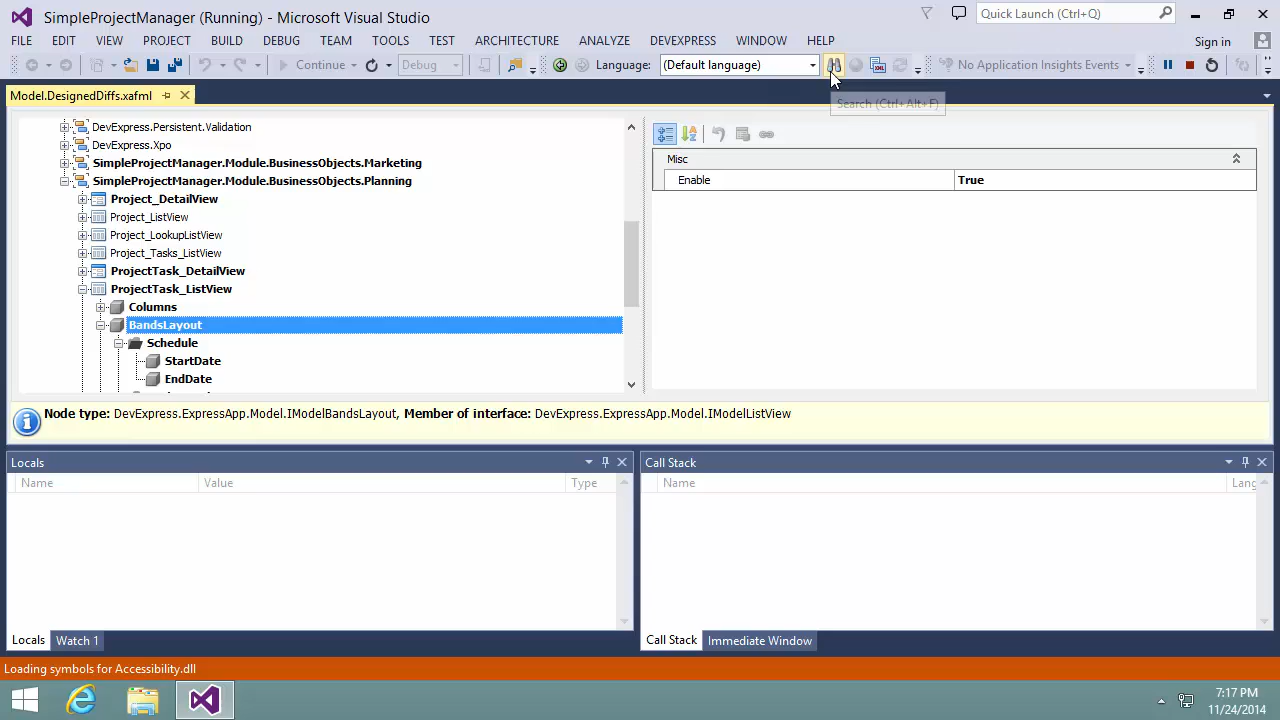 SimpleProjectManager (Running) - Microsoft Visual Studio
Quick Launch (Ctrl+Q)
FILE EDIT VIEW PROJECT BUILD DEBUG TEAM TOOLS TEST ARCHITECTURE ANALYZE DEVEXPRESS WINDOW HELP
Sign in
Continue
Debug
Language: (Default language)
No Application Insights Events
Model.DesignedDiffs.xafml
Search (Ctrl+Alt+F)
DevExpress.Persistent.Validation
DevExpress.Xpo
SimpleProjectManager.Module.BusinessObjects.Marketing
SimpleProjectManager.Module.BusinessObjects.Planning
Project_DetailView
Project_ListView
Project_LookupListView
Project_Tasks_ListView
ProjectTask_DetailView
ProjectTask_ListView
Columns
BandsLayout
Schedule
StartDate
EndDate
Misc
Enable True
Node type: DevExpress.ExpressApp.Model.IModelBandsLayout, Member of interface: DevExpress.ExpressApp.Model.IModelListView
Locals
Name Value Type
Call Stack
Name Lang
Locals Watch 1
Call Stack Immediate Window
Loading symbols for Accessibility.dll
7:17 PM
11/24/2014